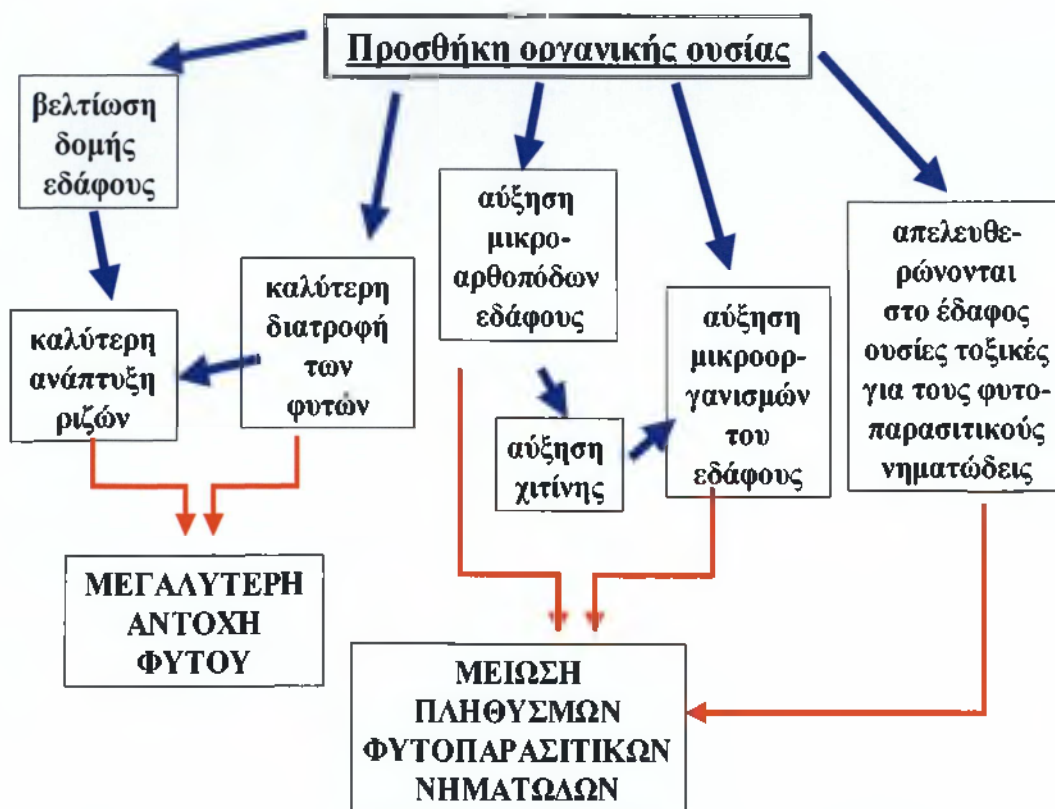 Προσθήκη οργανικής ουσίας
βελτίωση
δομής
εδάφους
καλύτερη
ανάπτυξη
ριζών
καλύτερη
διατροφή
των
φυτών
αύξηση
μικρο-
αρθοπόδων
εδάφους
αύξηση
χιτίνης
αύξηση
μικροορ-
γανισμών
του
εδάφους
απελευθε-
ρώνονται
στο έδαφος
ουσίες τοξικές
για τους φυτο-
παρασιτικούς
νηματώδεις
ΜΕΓΑΛΥΤΕΡΗ
ΑΝΤΟΧΗ
ΦΥΤΟΥ
ΜΕΙΩΣΗ
ΠΛΗΘΥΣΜΩΝ
ΦΥΤΟΠΑΡΑΣΙΤΙΚΩΝ
ΝΗΜΑΤΩΔΩΝ